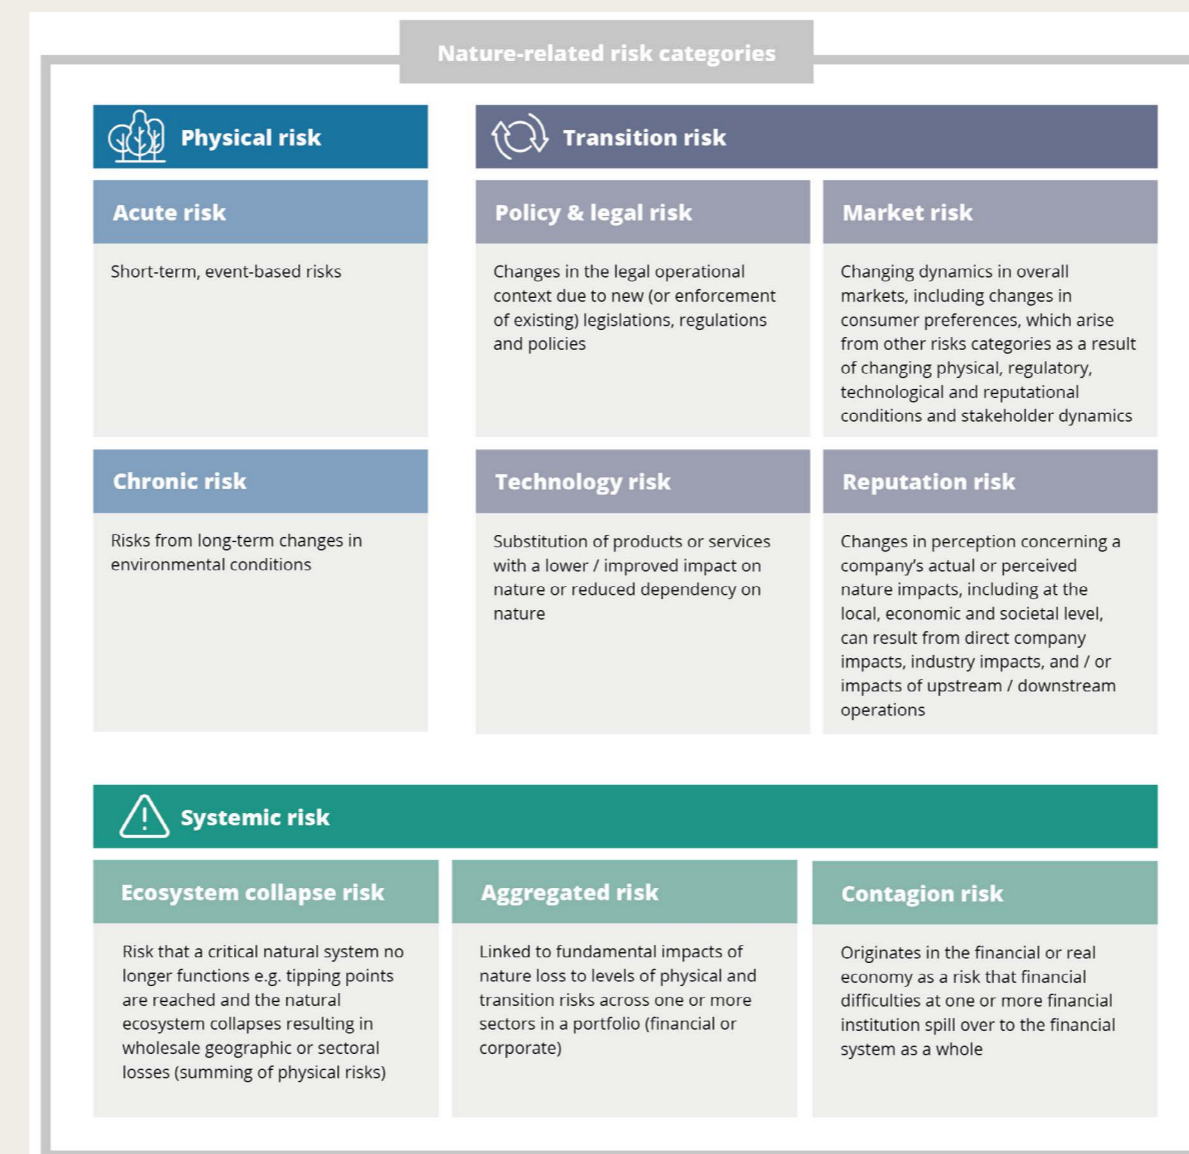 Nature-related risk categories
Physical risk
Acute risk
Short-term, event-based risks
Chronic risk
Risks from long-term changes in
environmental conditions
Transition risk
Policy & legal risk
Changes in the legal operational
context due to new (or enforcement
of existing) legislations, regulations
and policies
Market risk
Changing dynamics in overall
markets, including changes in
consumer preferences, which arise
from other risks categories as a result
of changing physical, regulatory,
technological and reputational
conditions and stakeholder dynamics
Technology risk
Substitution of products or services
with a lower / improved impact on
nature or reduced dependency on
nature
Reputation risk
Changes in perception concerning a
company’s actual or perceived
nature impacts, including at the
local, economic and societal level,
can result from direct company
impacts, industry impacts, and / or
impacts of upstream / downstream
operations
Systemic risk
Ecosystem collapse risk
Risk that a critical natural system no
longer functions e.g. tipping points
are reached and the natural
ecosystem collapses resulting in
wholesale geographic or sectoral
losses (summing of physical risks)
Aggregated risk
Linked to fundamental impacts of
nature loss to levels of physical and
transition risks across one or more
sectors in a portfolio (financial or
corporate)
Contagion risk
Originates in the financial or real
economy as a risk that financial
difficulties at one or more financial
institution spill over to the financial
system as a whole